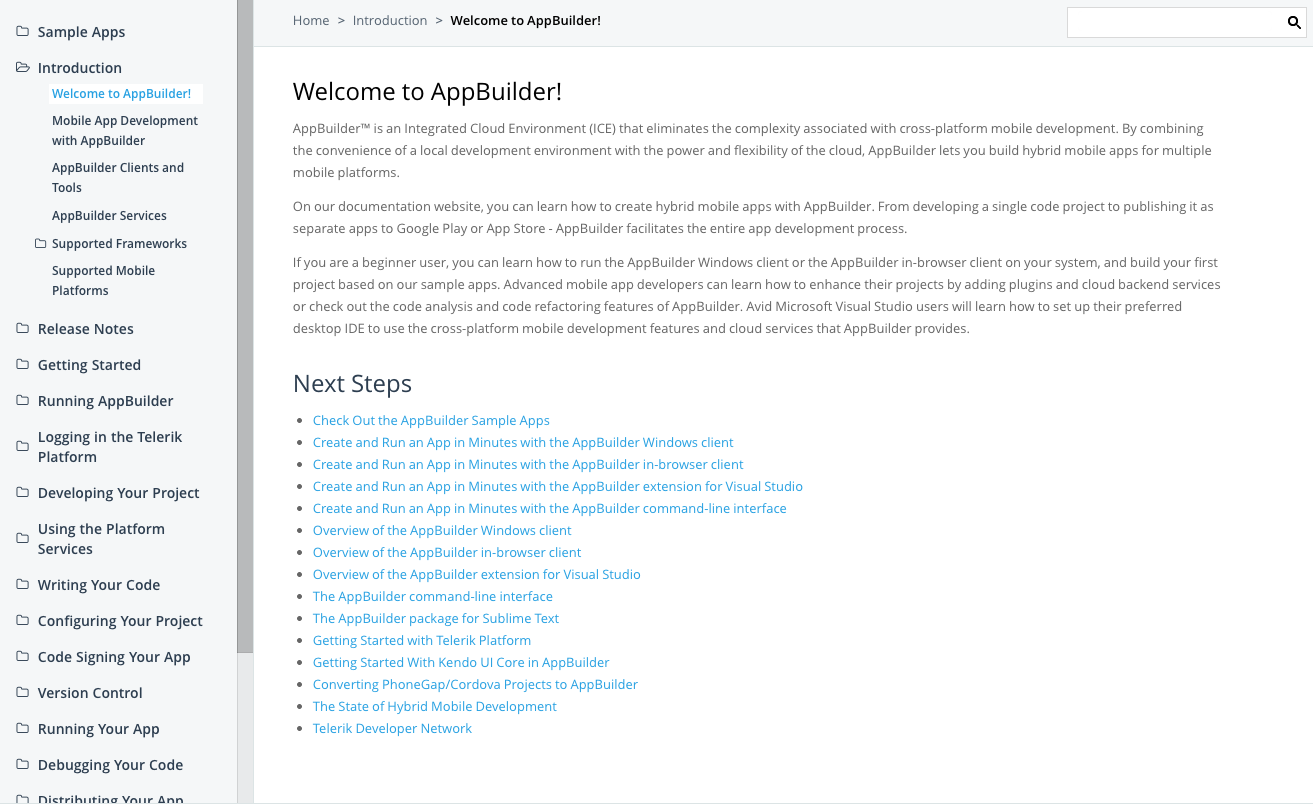 Sample Apps
Introduction
Welcome to AppBuilder!
Mobile App Development
with AppBuilder
AppBuilder Clients and
Tools
AppBuilder Services
Supported Frameworks
Supported Mobile
Platforms
Release Notes
Getting Started
Running AppBuilder
Logging in the Telerik
Platform
Developing Your Project
Using the Platform
Services
Writing Your Code
Configuring Your Project
Code Signing Your App
Version Control
Running Your App
Debugging Your Code
Distributing Your App
Home > Introduction > Welcome to AppBuilder!
Welcome to AppBuilder!
AppBuilder™ is an Integrated Cloud Environment (ICE) that eliminates the complexity associated with cross-platform mobile development. By combining
the convenience of a local development environment with the power and flexibility of the cloud, AppBuilder lets you build hybrid mobile apps for multiple
mobile platforms.
On our documentation website, you can learn how to create hybrid mobile apps with AppBuilder. From developing a single code project to publishing it as
separate apps to Google Play or App Store - AppBuilder facilitates the entire app development process.
If you are a beginner user, you can learn how to run the AppBuilder Windows client or the AppBuilder in-browser client on your system, and build your first
project based on our sample apps. Advanced mobile app developers can learn how to enhance their projects by adding plugins and cloud backend services
or check out the code analysis and code refactoring features of AppBuilder. Avid Microsoft Visual Studio users will learn how to set up their preferred
desktop IDE to use the cross-platform mobile development features and cloud services that AppBuilder provides.
Next Steps
• Check Out the AppBuilder Sample Apps
• Create and Run an App in Minutes with the AppBuilder Windows client
• Create and Run an App in Minutes with the AppBuilder in-browser client
• Create and Run an App in Minutes with the AppBuilder extension for Visual Studio
• Create and Run an App in Minutes with the AppBuilder command-line interface
• Overview of the AppBuilder Windows client
• Overview of the AppBuilder in-browser client
• Overview of the AppBuilder extension for Visual Studio
• The AppBuilder command-line interface
• The AppBuilder package for Sublime Text
• Getting Started with Telerik Platform
• Getting Started With Kendo UI Core in AppBuilder
• Converting PhoneGap/Cordova Projects to AppBuilder
• The State of Hybrid Mobile Development
• Telerik Developer Network